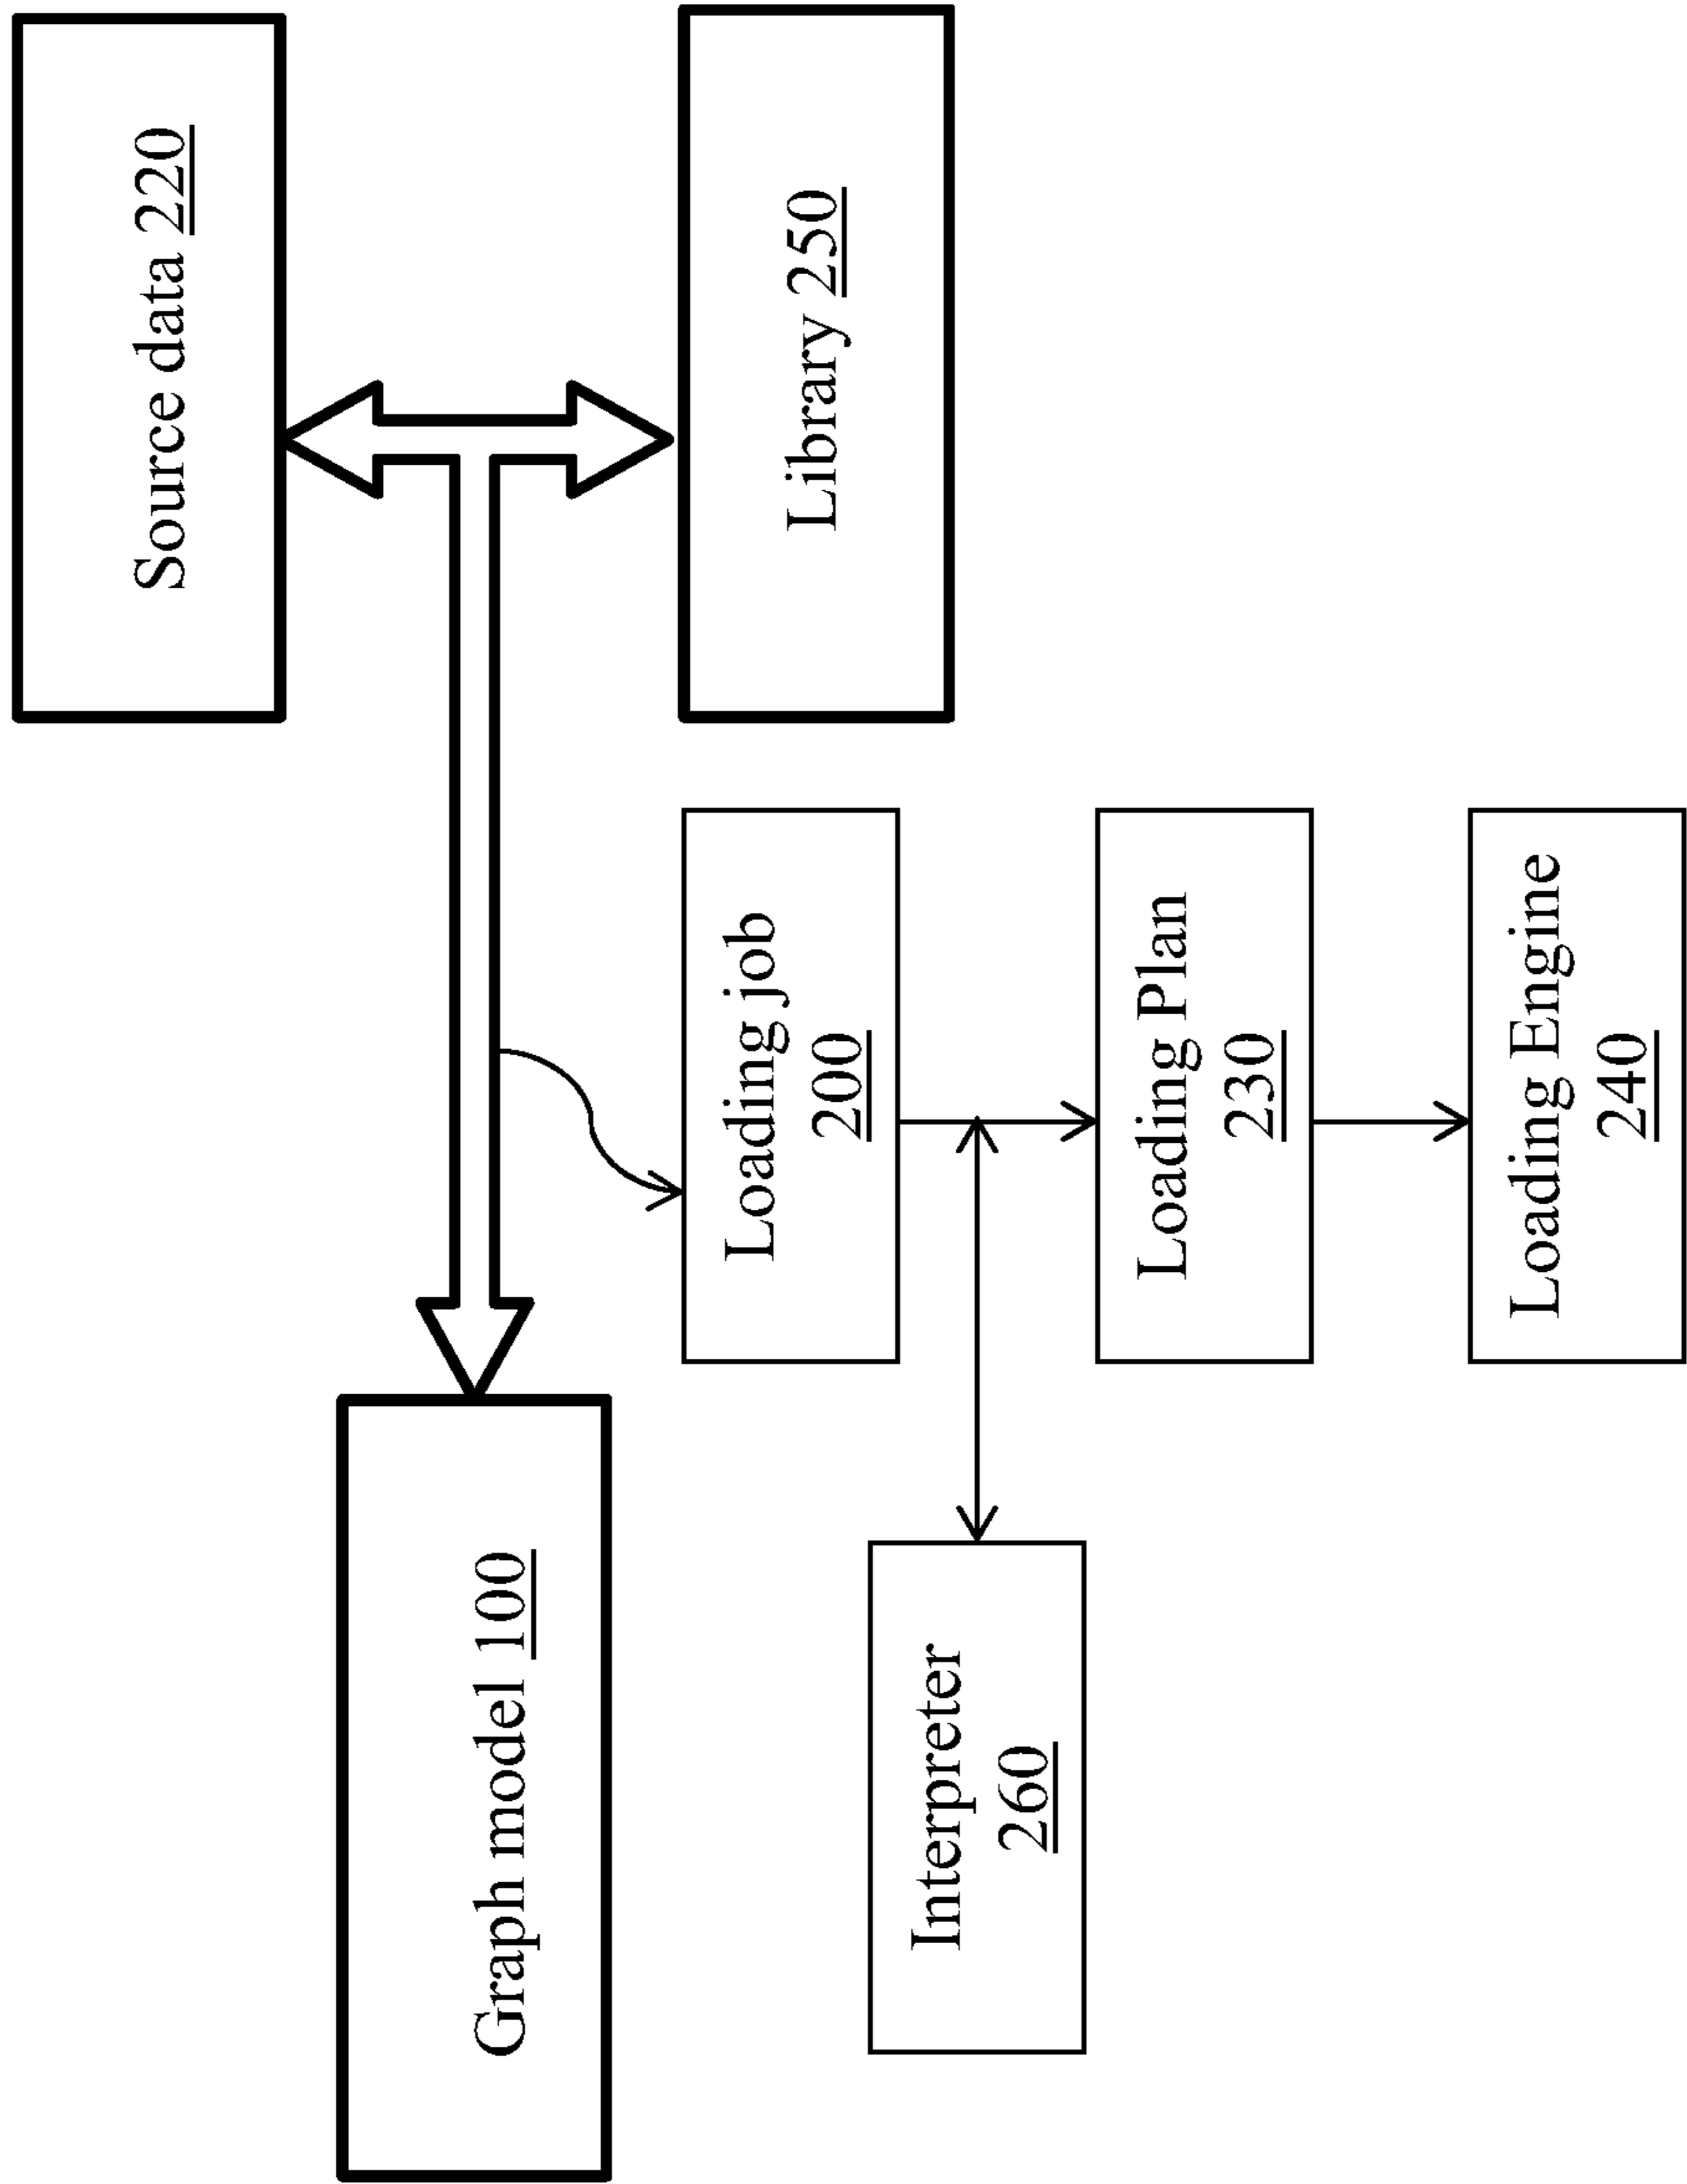 Source data 220
Library 250
Graph model 100
Loading job
200
Loading Plan
230
Loading Engine
240
Interpreter
260